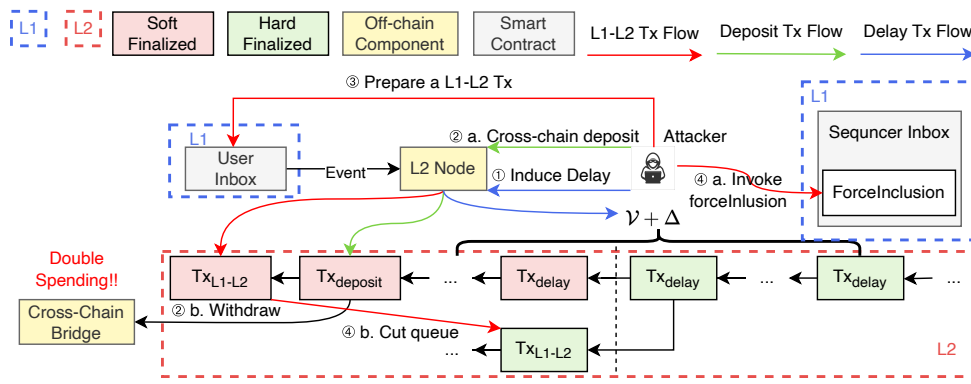 L1
L2
Soft
Finalized
Hard
Finalized
Off-chain
Component
Smart
Contract
L1-L2 Tx Flow
Deposit Tx Flow
Delay Tx Flow
③ Prepare a L1-L2 Tx
L1
User
Inbox
Event
L2 Node
② a. Cross-chain deposit
① Induce Delay
Attacker
④ a. Invoke
forceInlusion
L1
Sequncer Inbox
ForceInclusion
𝒱 + Δ
Double
Spending!!
Cross-Chain
Bridge
TxL1-L2
Txdeposit
...
...
Txdelay
Txdelay
...
Txdelay
...
② b. Withdraw
④ b. Cut queue
...
TxL1-L2
L2